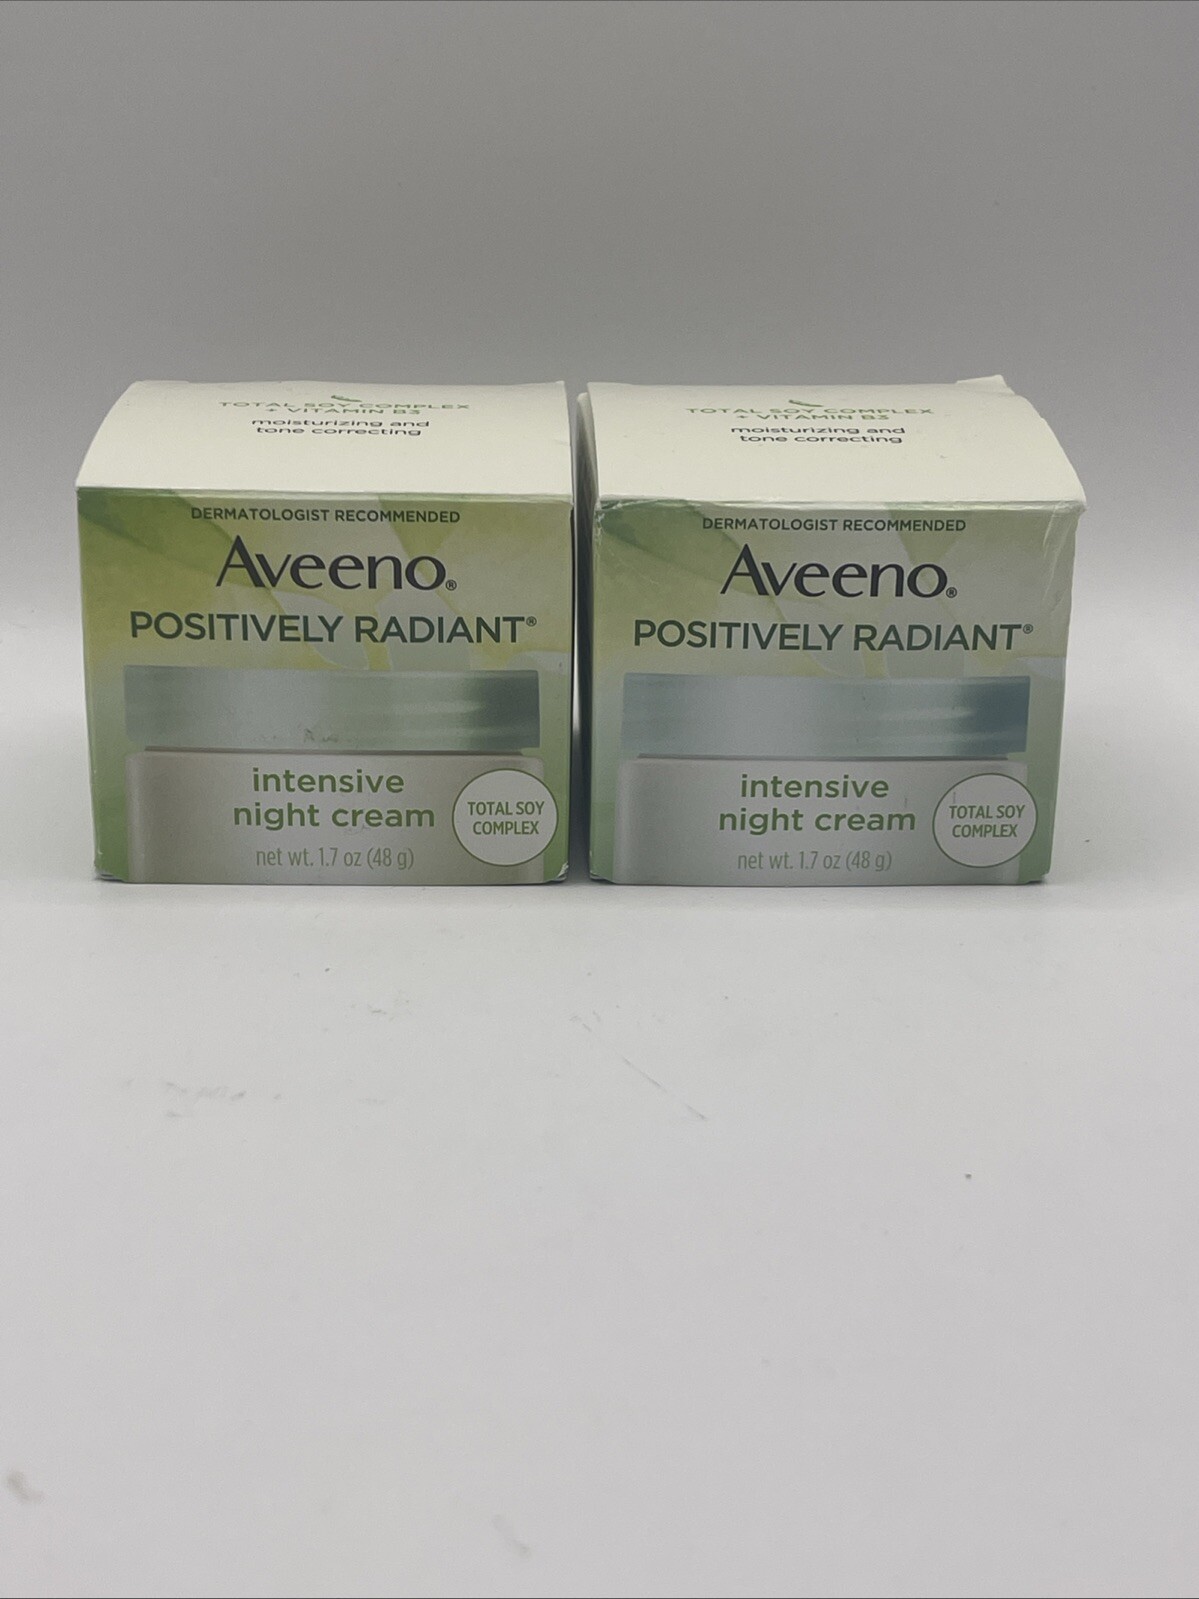 TOTAL SOY COMPLEX
+ VITAMIN B3
moisturizing and
tone correcting
DERMATOLOGIST RECOMMENDED
Aveeno®
POSITIVELY RADIANT®
intensive
night cream
net wt. 1.7 oz (48 g)
TOTAL SOY
COMPLEX
TOTAL SOY COMPLEX
+ VITAMIN B3
moisturizing and
tone correcting
DERMATOLOGIST RECOMMENDED
Aveeno®
POSITIVELY RADIANT®
intensive
night cream
net wt. 1.7 oz (48 g)
TOTAL SOY
COMPLEX